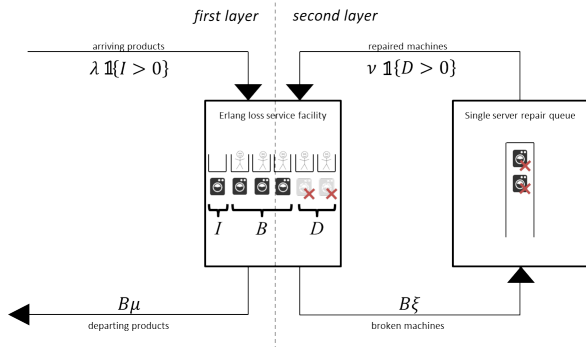 first layer
second layer
arriving products
λ 𝟙{I > 0}
repaired machines
ν 𝟙{D > 0}
Erlang loss service facility
Single server repair queue
I
B
D
Bμ
departing products
Bξ
broken machines